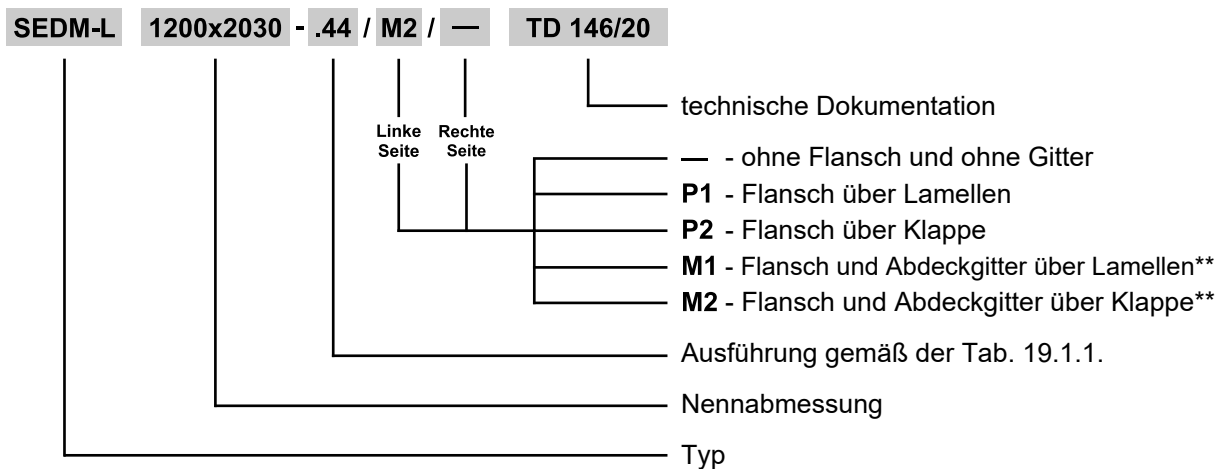 SEDM-L 1200x2030 - .44 / M2 / — TD 146/20
technische Dokumentation
Linke Seite
Rechte Seite
— - ohne Flansch und ohne Gitter
P1 - Flansch über Lamellen
P2 - Flansch über Klappe
M1 - Flansch und Abdeckgitter über Lamellen**
M2 - Flansch und Abdeckgitter über Klappe**
Ausführung gemäß der Tab. 19.1.1.
Nennabmessung
Typ